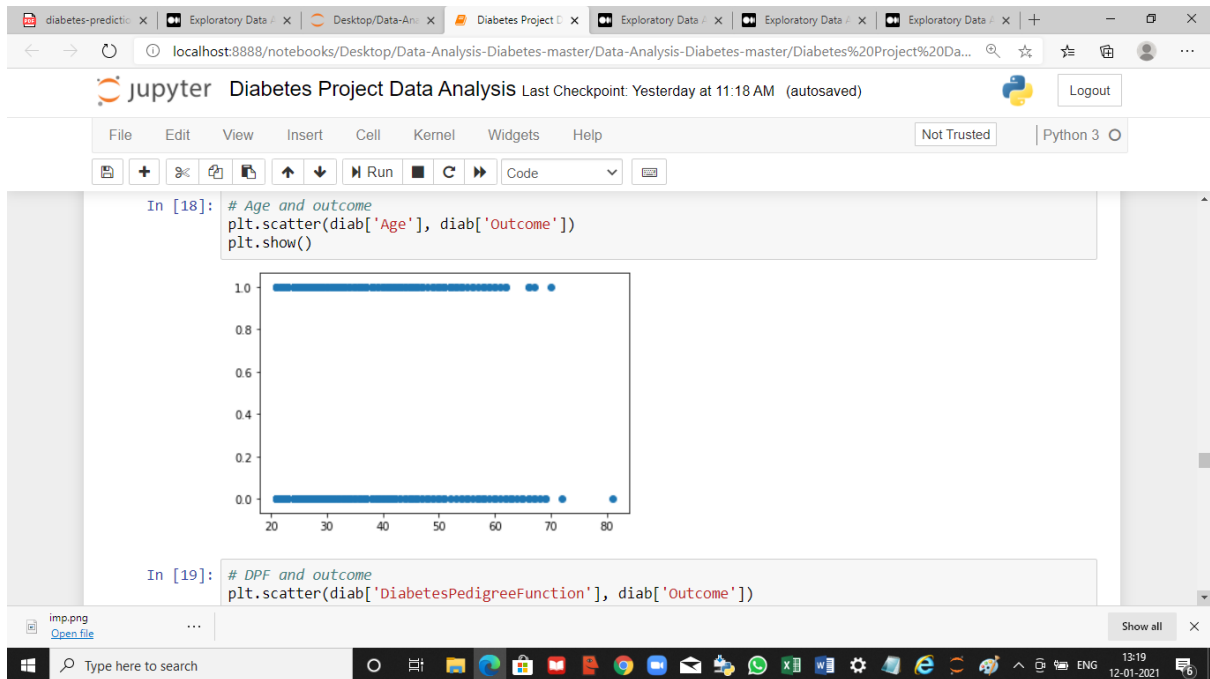 diabetes-predictio
Exploratory Data A
Desktop/Data-Ana
Diabetes Project D
Exploratory Data A
Exploratory Data A
Exploratory Data A
localhost:8888/notebooks/Desktop/Data-Analysis-Diabetes-master/Data-Analysis-Diabetes-master/Diabetes%20Project%20Da...
jupyter Diabetes Project Data Analysis Last Checkpoint: Yesterday at 11:18 AM (autosaved)
Logout
File Edit View Insert Cell Kernel Widgets Help
Not Trusted
Python 3
Run
Code
In [18]: # Age and outcome
plt.scatter(diab['Age'], diab['Outcome'])
plt.show()
1.0
0.8
0.6
0.4
0.2
0.0
20 30 40 50 60 70 80
In [19]: # DPF and outcome
plt.scatter(diab['DiabetesPedigreeFunction'], diab['Outcome'])
imp.png
Open file
...
Show all
Type here to search
ENG
13:19
12-01-2021
6